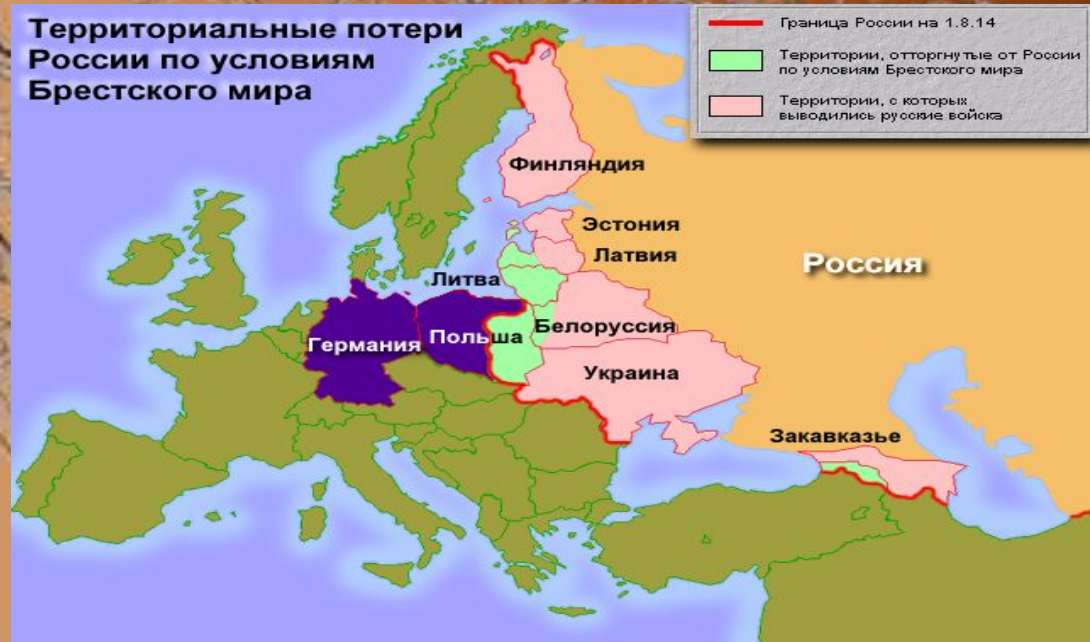 Территориальные потери
России по условиям
Брестского мира
Граница России на 1.8.14
Территории, отторгнутые от России
по условиям Брестского мира
Территории, с которых
выводились русские войска
Финляндия
Эстония
Латвия
Литва
Россия
Белоруссия
Польша
Германия
Украина
Закавказье